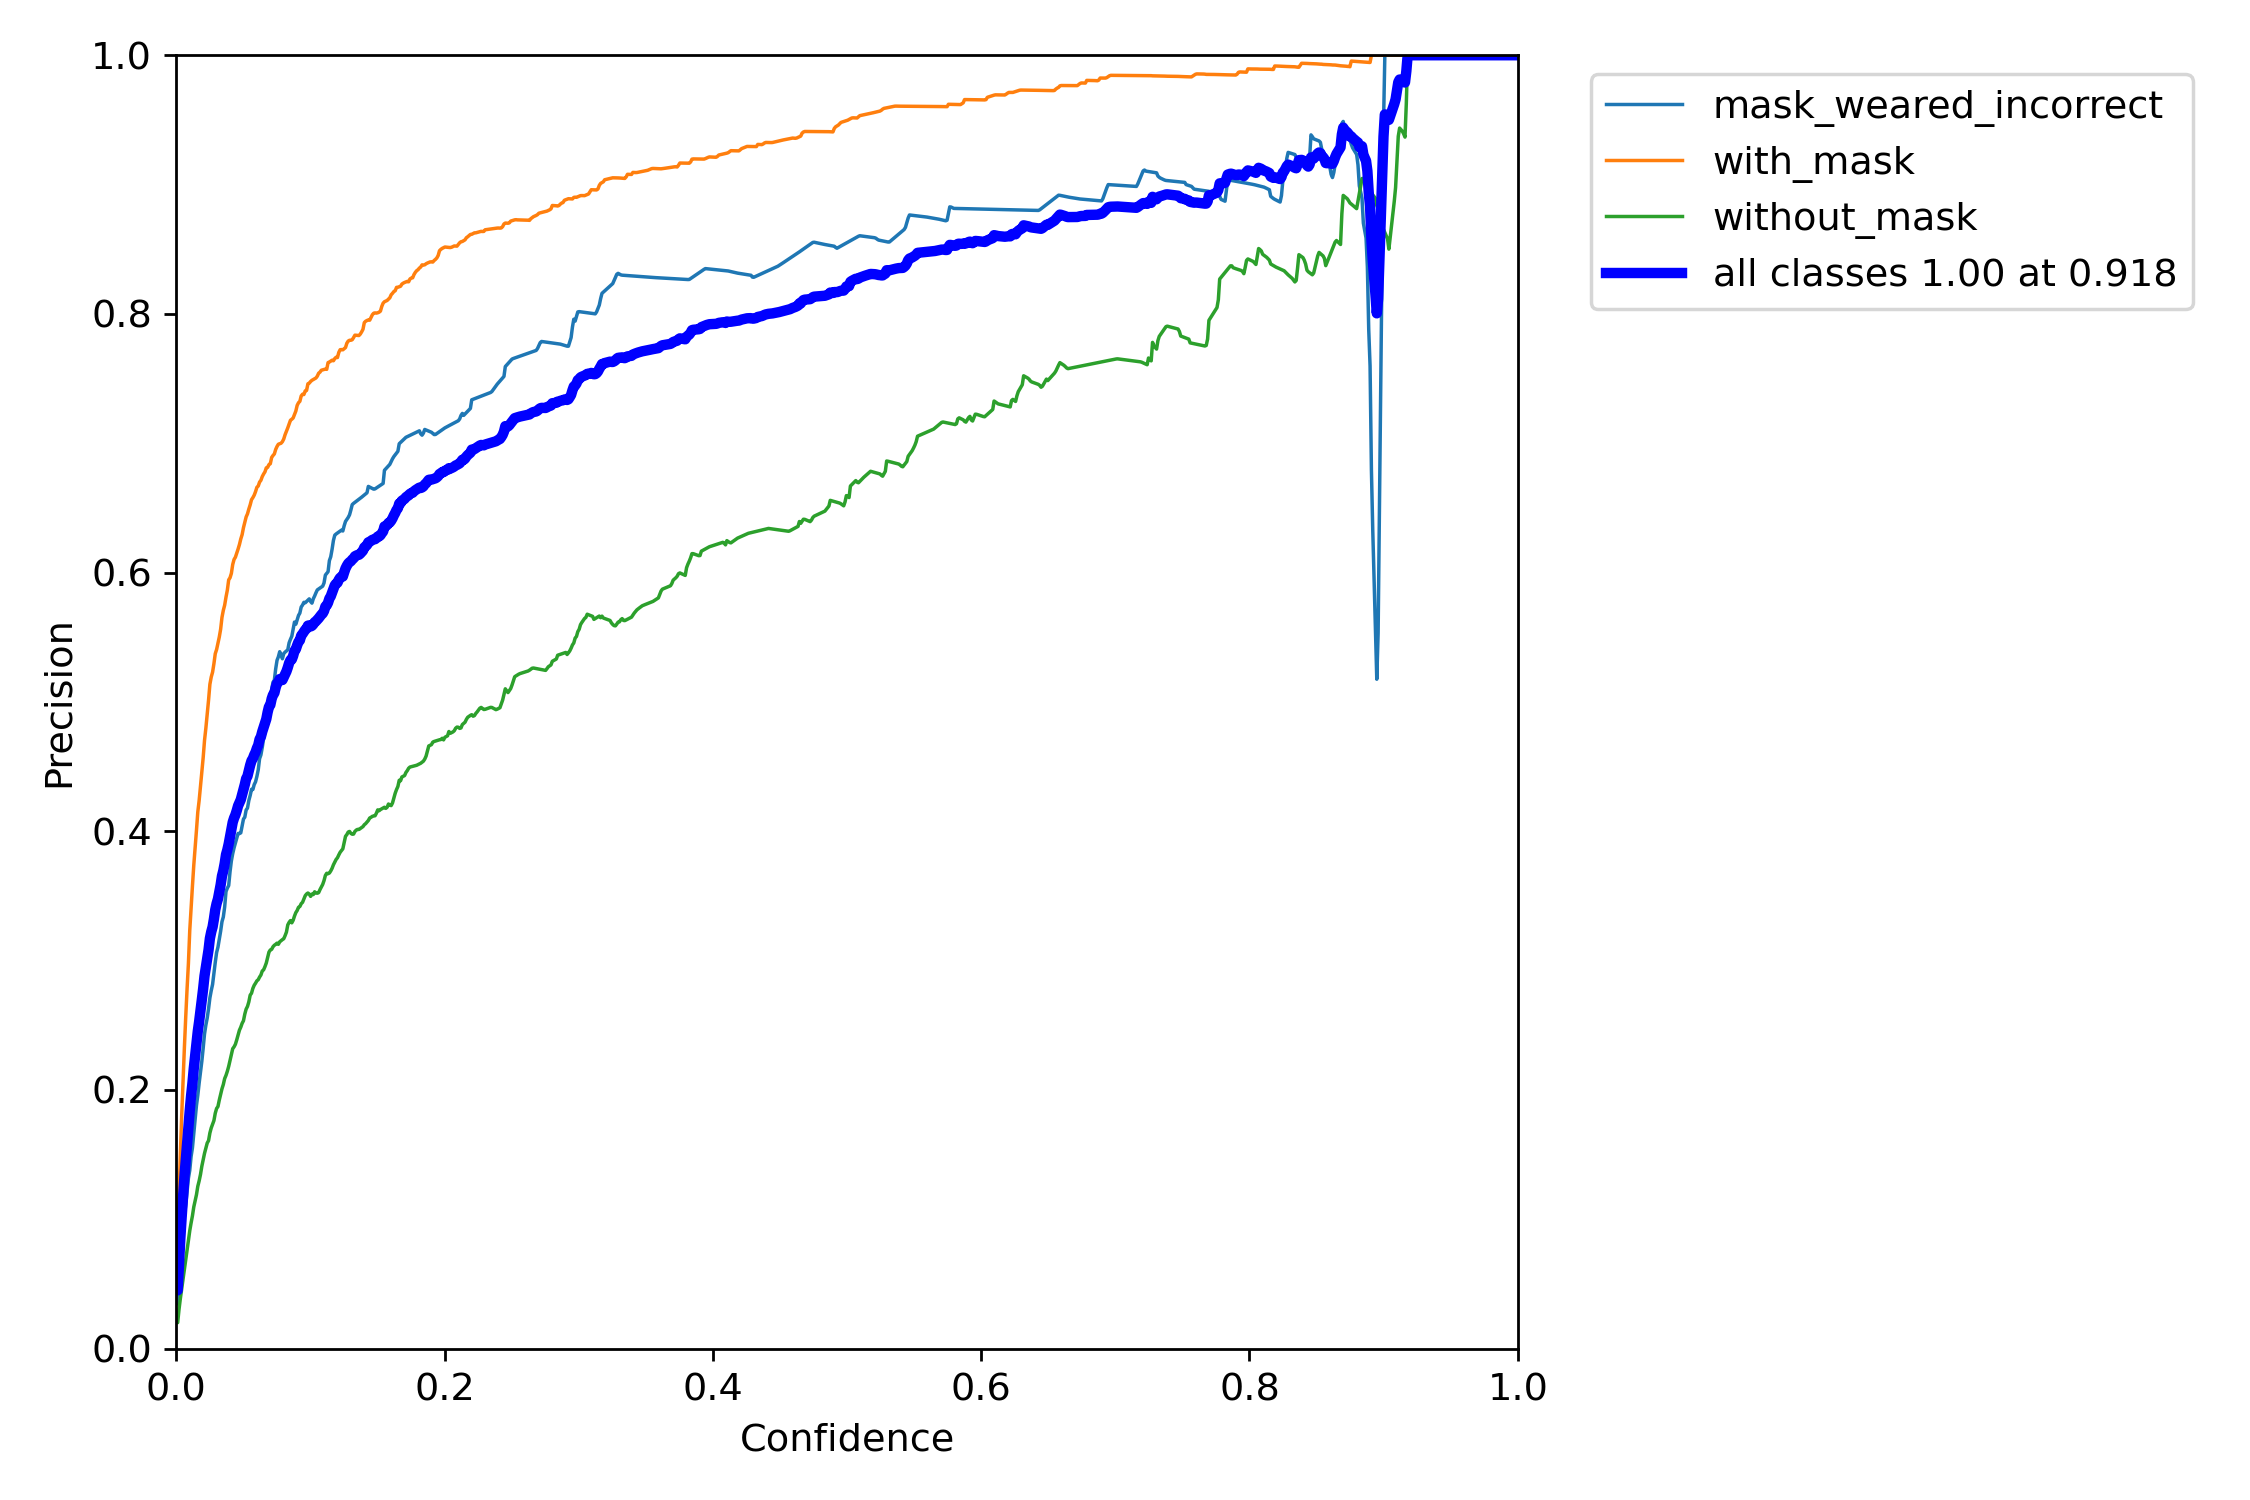 mask_weared_incorrect
with_mask
without_mask
all classes 1.00 at 0.918
Precision
1.0
0.8
0.6
0.4
0.2
0.0
0.0 0.2 0.4 0.6 0.8 1.0
Confidence